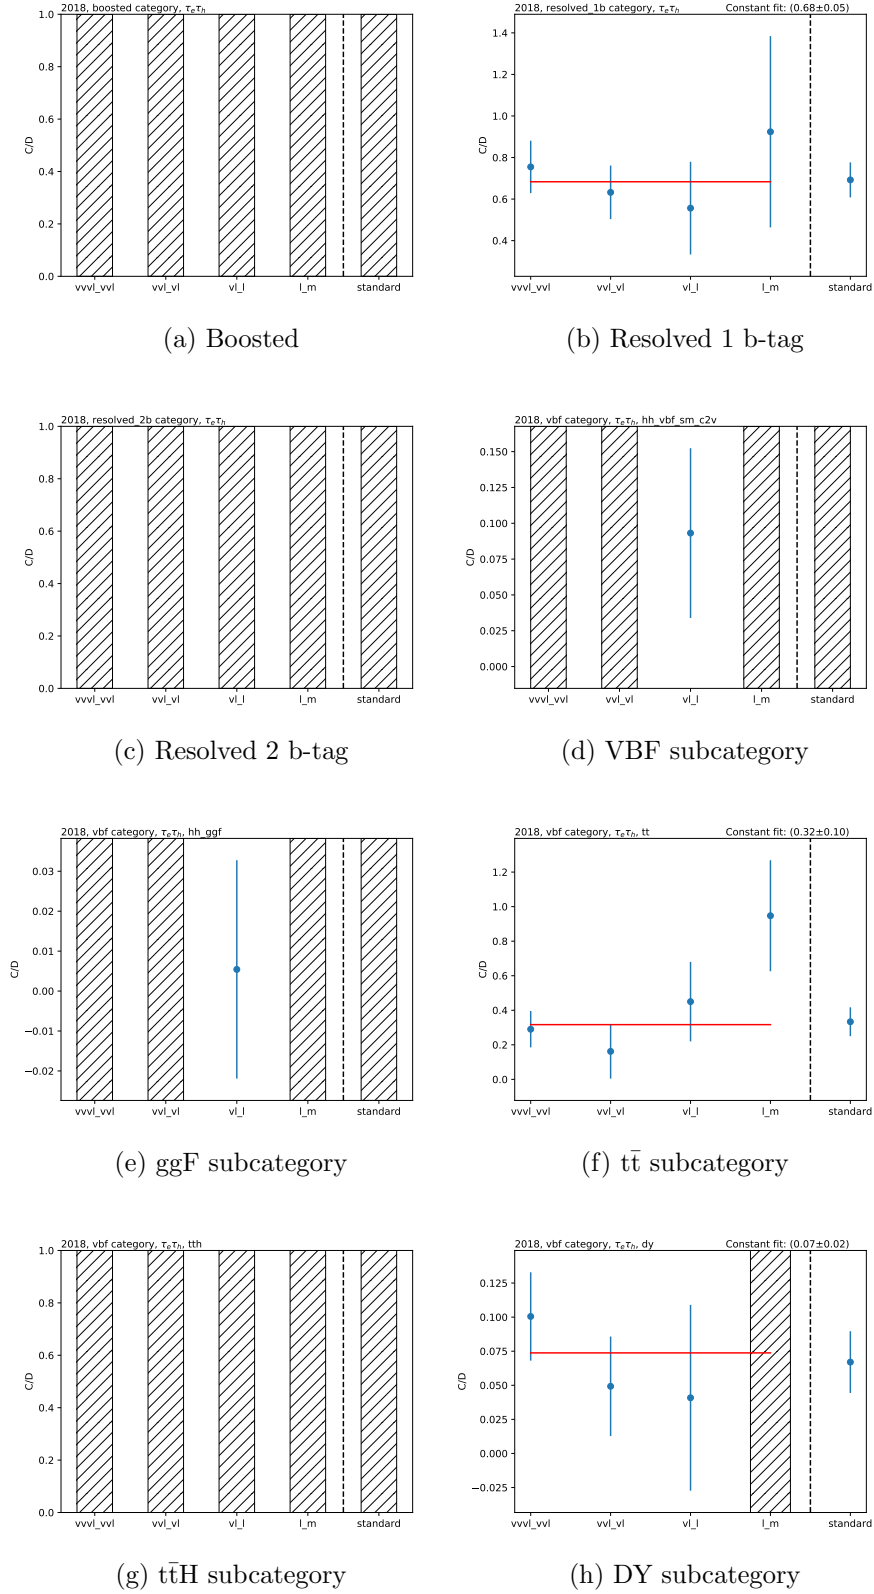 2018, boosted category, τeτh
1.0
0.8
0.6
0.4
0.2
0.0
C/D
vvvl_vvl vvl_vl vl_l l_m standard
(a) Boosted
2018, resolved_1b category, τeτh Constant fit: (0.68±0.05)
1.4
1.2
1.0
0.8
0.6
0.4
C/D
vvvl_vvl vvl_vl vl_l l_m standard
(b) Resolved 1 b-tag
2018, resolved_2b category, τeτh
1.0
0.8
0.6
0.4
0.2
0.0
C/D
vvvl_vvl vvl_vl vl_l l_m standard
(c) Resolved 2 b-tag
2018, vbf category, τeτh, hh_vbf_sm_c2v
0.150
0.125
0.100
0.075
0.050
0.025
0.000
C/D
vvvl_vvl vvl_vl vl_l l_m standard
(d) VBF subcategory
2018, vbf category, τeτh, hh_ggf
0.03
0.02
0.01
0.00
−0.01
−0.02
C/D
vvvl_vvl vvl_vl vl_l l_m standard
(e) ggF subcategory
2018, vbf category, τeτh, tt Constant fit: (0.32±0.10)
1.2
1.0
0.8
0.6
0.4
0.2
0.0
C/D
vvvl_vvl vvl_vl vl_l l_m standard
(f) tt̄ subcategory
2018, vbf category, τeτh, tth
1.0
0.8
0.6
0.4
0.2
0.0
C/D
vvvl_vvl vvl_vl vl_l l_m standard
(g) tt̄H subcategory
2018, vbf category, τeτh, dy Constant fit: (0.07±0.02)
0.125
0.100
0.075
0.050
0.025
0.000
−0.025
C/D
vvvl_vvl vvl_vl vl_l l_m standard
(h) DY subcategory